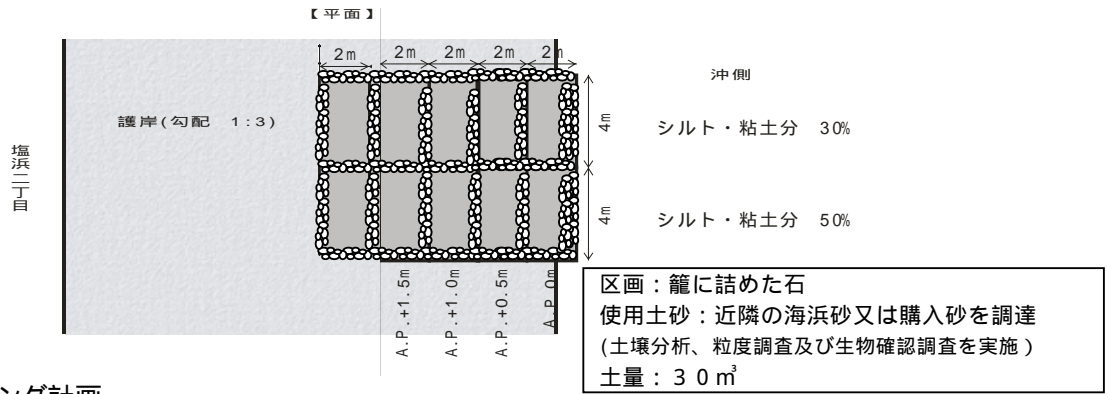 【平面】
2m
2m
2m
2m
2m
沖側
護岸(勾配 1:3)
塩浜二丁目
4m
シルト・粘土分 30%
4m
シルト・粘土分 50%
A.P.+1.5m
A.P.+1.0m
A.P.+0.5m
A.P.0m
区画:籠に詰めた石
使用土砂:近隣の海浜砂又は購入砂を調達
(土壌分析、粒度調査及び生物確認調査を実施)
土量:30㎥
ング計画